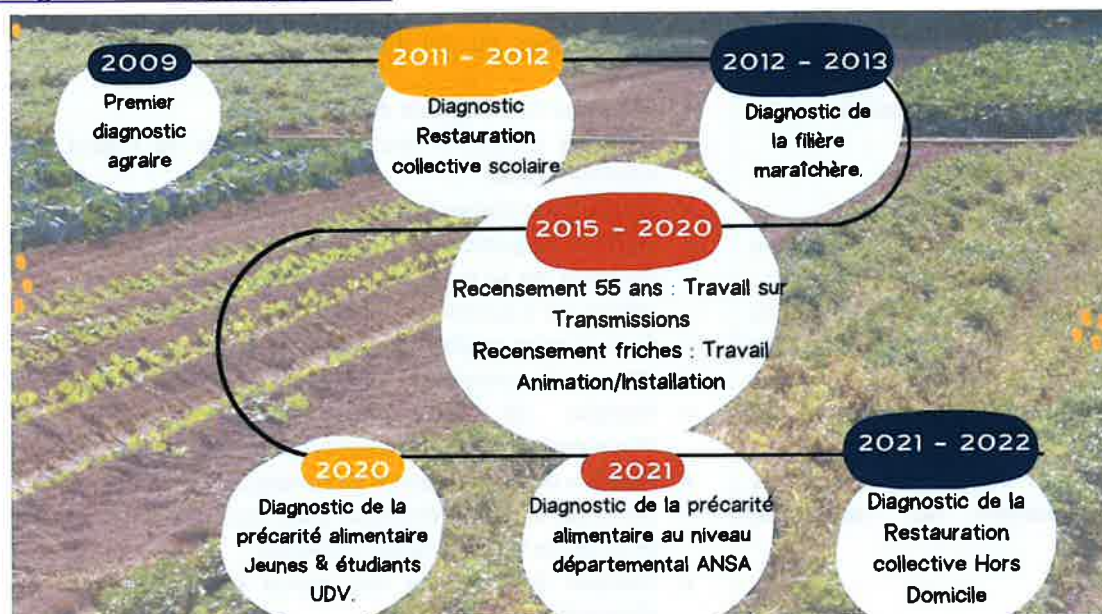 2009
Premier
diagnostic
agraire
2011 - 2012
Diagnostic
Restauration
collective scolaire
2012 - 2013
Diagnostic de
la filière
maraîchère.
2015 - 2020
Recensement 55 ans : Travail sur
Transmissions
Recensement friches : Travail
Animation/Installation
2020
Diagnostic de la
précarité alimentaire
Jeunes & étudiants
UDV.
2021
Diagnostic de la précarité
alimentaire au niveau
départemental ANSA
2021 - 2022
Diagnostic de la
Restauration
collective Hors
Domicile